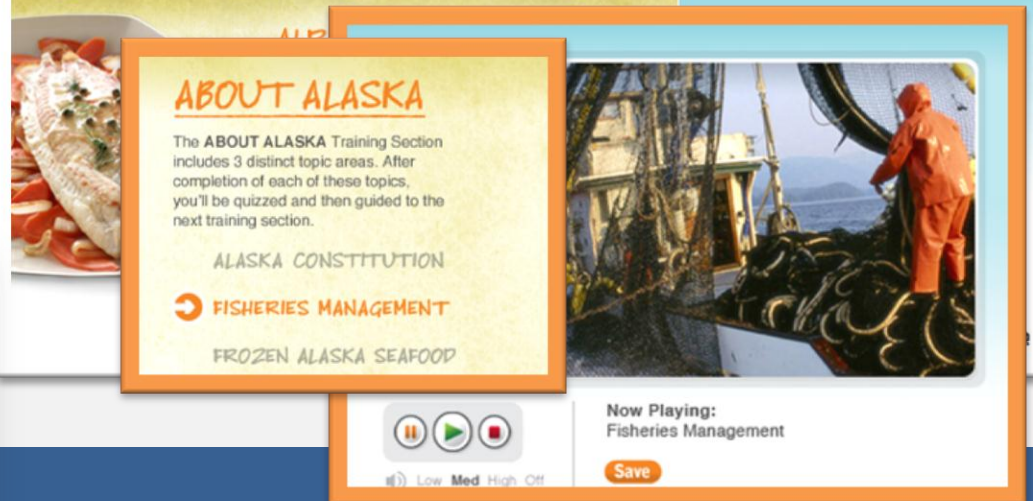 ABOUT ALASKA
The ABOUT ALASKA Training Section
includes 3 distinct topic areas. After
completion of each of these topics,
you'll be quizzed and then guided to the
next training section.
ALASKA CONSTITUTION
FISHERIES MANAGEMENT
FROZEN ALASKA SEAFOOD
Now Playing:
Fisheries Management
Save
Low Med High Off